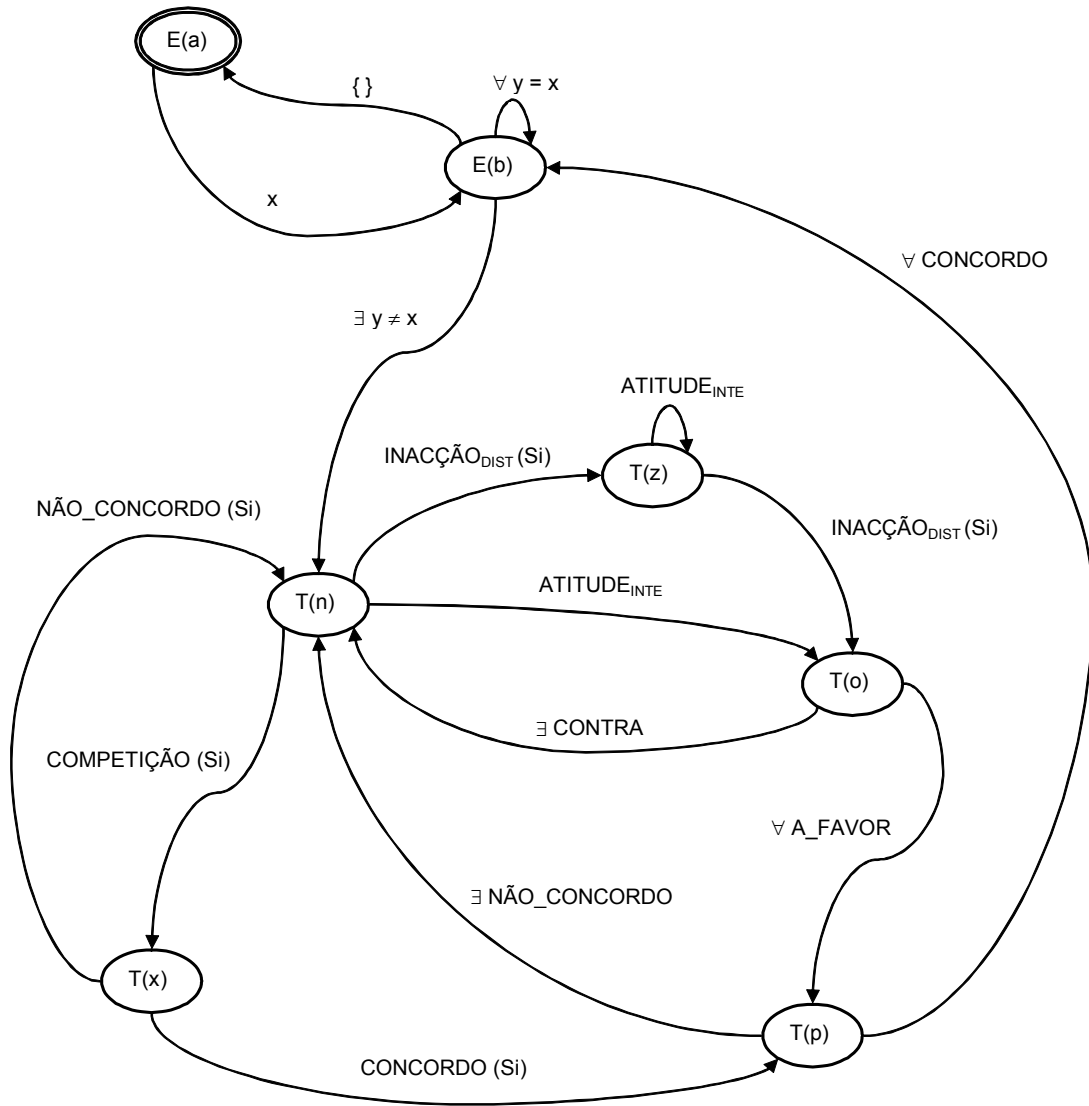 E(a)
{ }
∀ y = x
E(b)
x
∀ CONCORDO
∃ y ≠ x
ATITUDE_INTE
INACÇÃO_DIST (Si)
T(z)
NÃO_CONCORDO (Si)
INACÇÃO_DIST (Si)
ATITUDE_INTE
T(n)
T(o)
∃ CONTRA
COMPETIÇÃO (Si)
∀ A_FAVOR
∃ NÃO_CONCORDO
T(x)
T(p)
CONCORDO (Si)